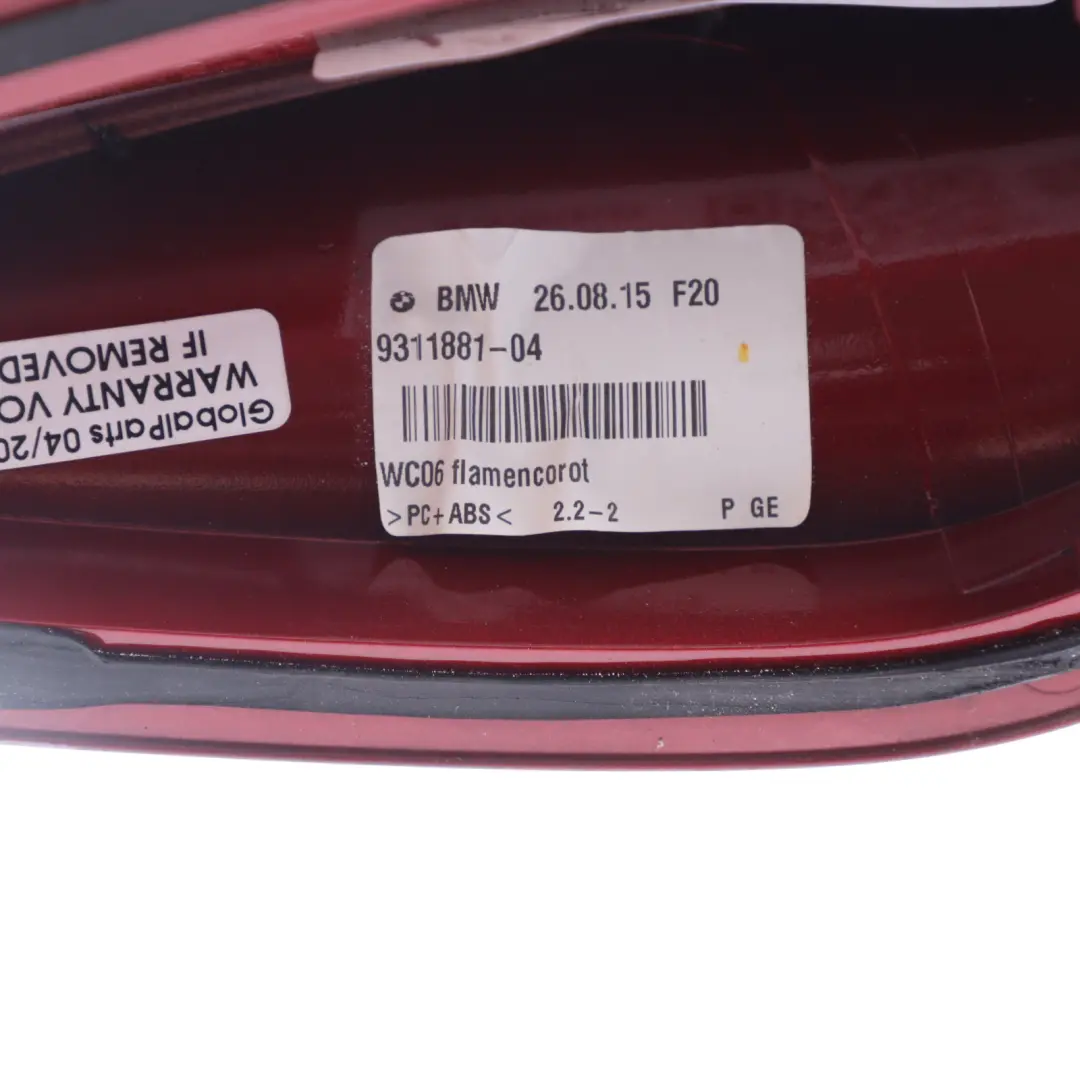 BMW 26.08.15 F20
9311881-04
WC06 flamencorot
>PC+ABS< 2.2-2 P GE
GlobalParts 04/20
WARRANTY VO
IF REMOVED